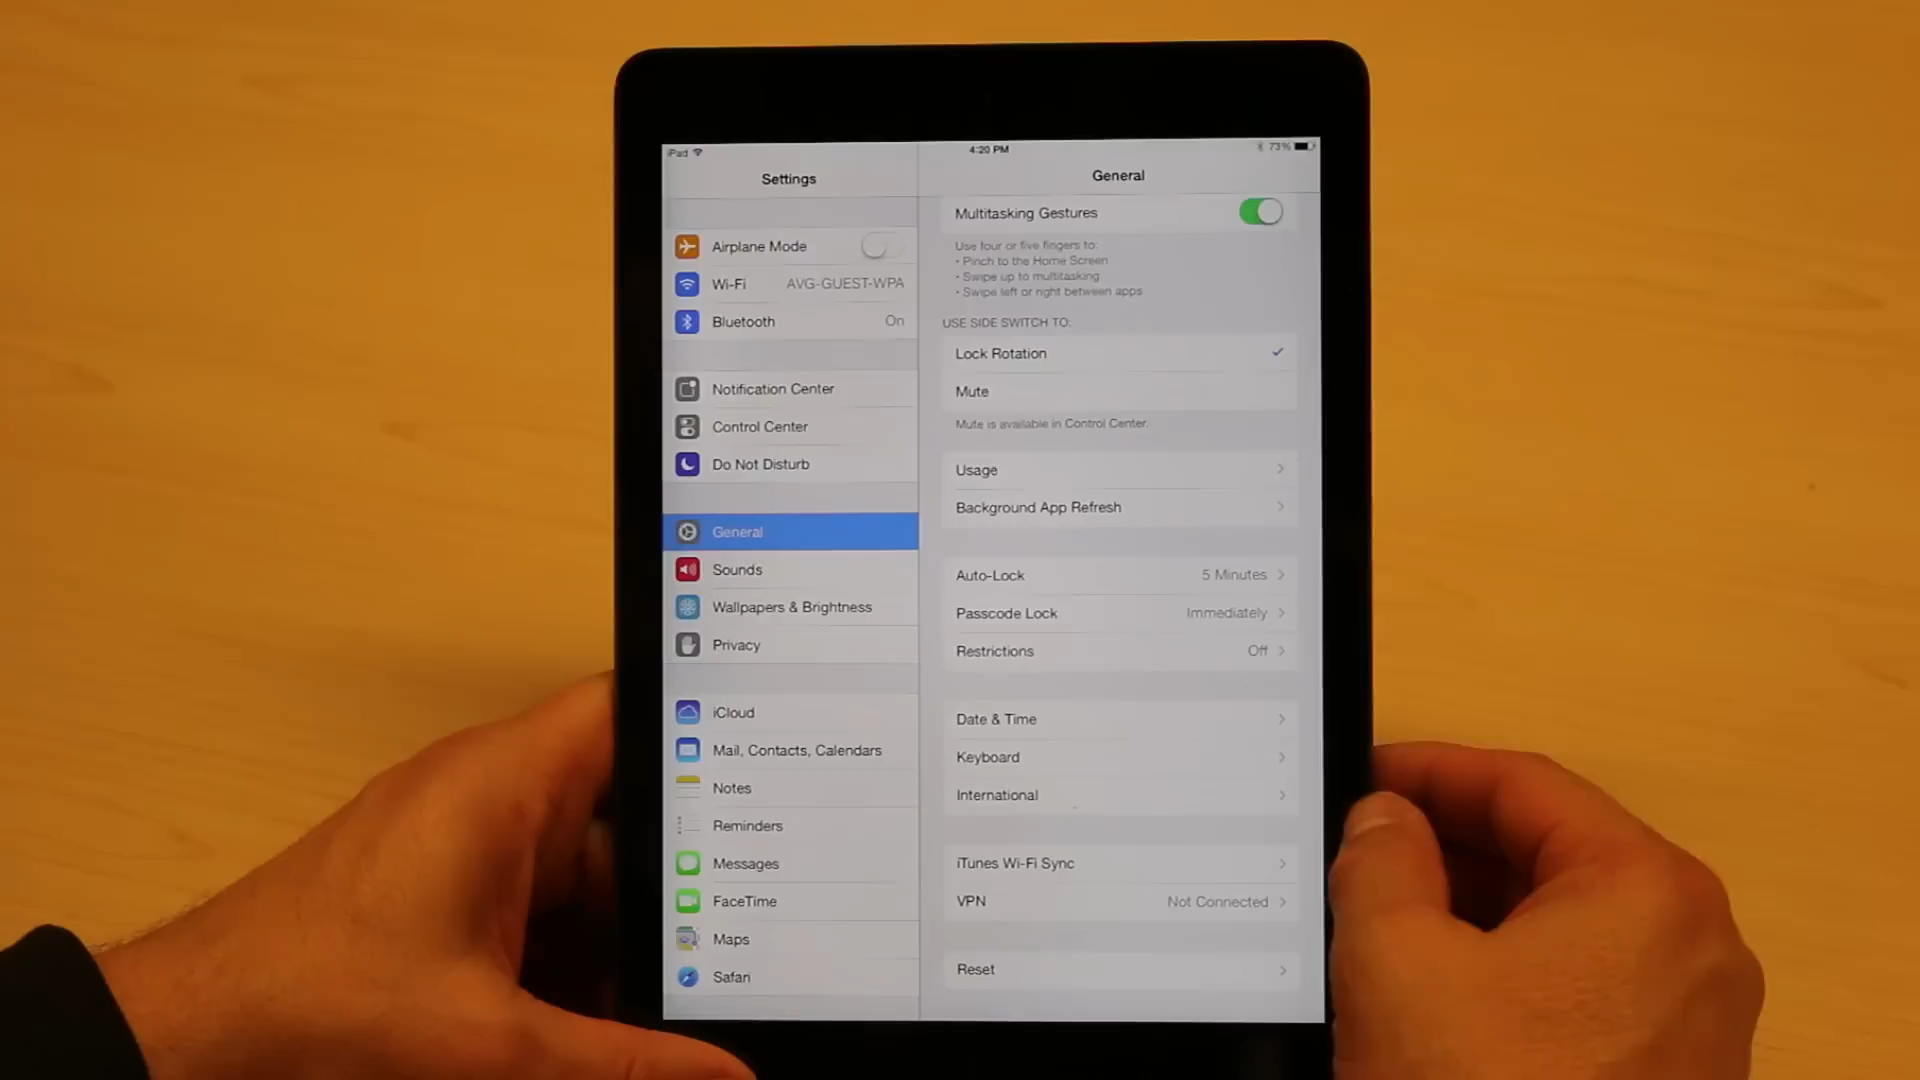 iPad
4:20 PM
73%
Settings
Airplane Mode
Wi-Fi AVG-GUEST-WPA
Bluetooth On
Notification Center
Control Center
Do Not Disturb
General
Sounds
Wallpapers & Brightness
Privacy
iCloud
Mail, Contacts, Calendars
Notes
Reminders
Messages
FaceTime
Maps
Safari
General
Multitasking Gestures
Use four or five fingers to:
• Pinch to the Home Screen
• Swipe up to multitasking
• Swipe left or right between apps
USE SIDE SWITCH TO:
Lock Rotation
Mute
Mute is available in Control Center.
Usage
Background App Refresh
Auto-Lock 5 Minutes
Passcode Lock Immediately
Restrictions Off
Date & Time
Keyboard
International
iTunes Wi-Fi Sync
VPN Not Connected
Reset